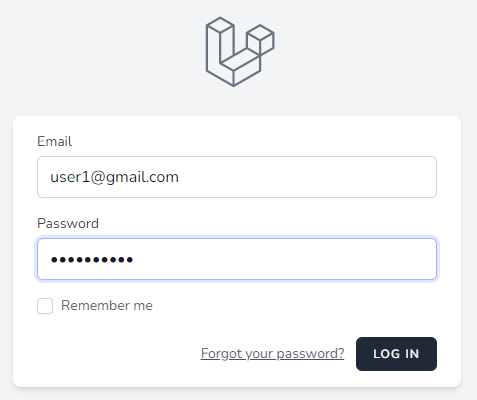 Email
user1@gmail.com
Password
••••••••••
Remember me
Forgot your password? LOG IN